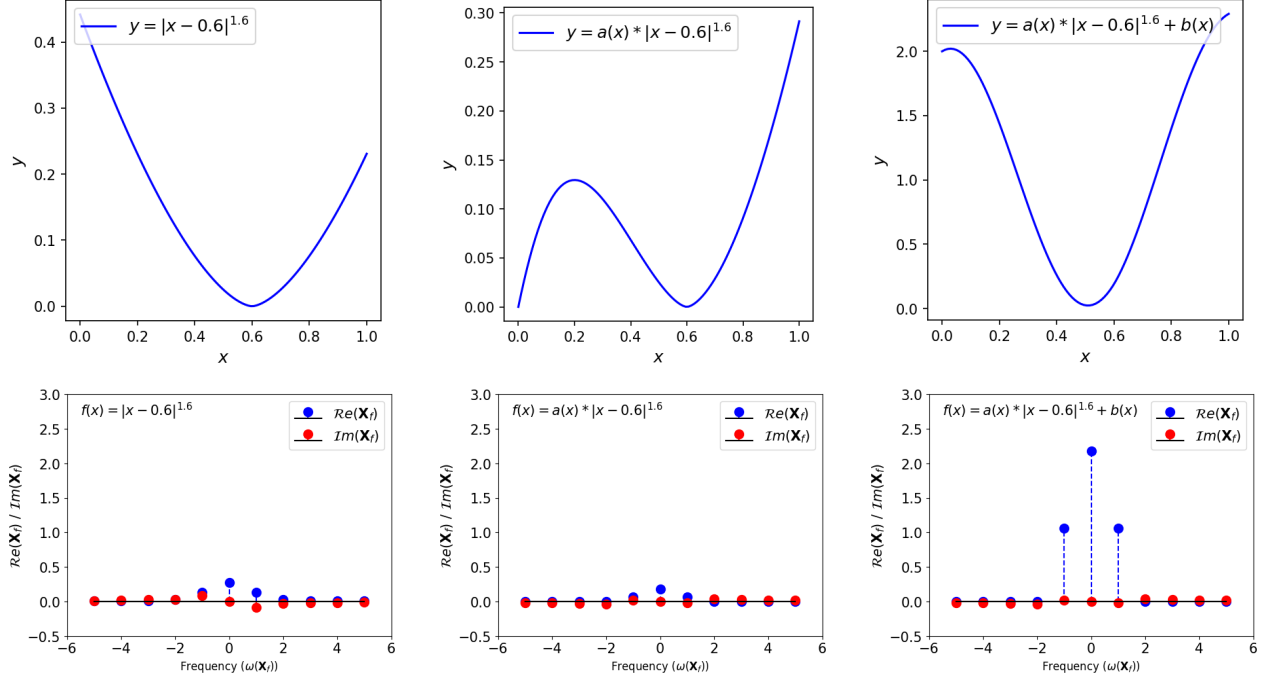 y = |x − 0.6|^{1.6}
0.4
0.3
0.2
0.1
0.0
y
0.0 0.2 0.4 0.6 0.8 1.0
x
y = a(x) * |x − 0.6|^{1.6}
0.30
0.25
0.20
0.15
0.10
0.05
0.00
y
0.0 0.2 0.4 0.6 0.8 1.0
x
y = a(x) * |x − 0.6|^{1.6} + b(x)
2.0
1.5
1.0
0.5
0.0
y
0.0 0.2 0.4 0.6 0.8 1.0
x
f(x) = |x − 0.6|^{1.6}
Re(X_f)
Im(X_f)
3.0
2.5
2.0
1.5
1.0
0.5
0.0
−0.5
Re(X_f) / Im(X_f)
−6 −4 −2 0 2 4 6
Frequency (ω(X_f))
f(x) = a(x) * |x − 0.6|^{1.6}
Re(X_f)
Im(X_f)
3.0
2.5
2.0
1.5
1.0
0.5
0.0
−0.5
Re(X_f) / Im(X_f)
−6 −4 −2 0 2 4 6
Frequency (ω(X_f))
f(x) = a(x) * |x − 0.6|^{1.6} + b(x)
Re(X_f)
Im(X_f)
3.0
2.5
2.0
1.5
1.0
0.5
0.0
−0.5
Re(X_f) / Im(X_f)
−6 −4 −2 0 2 4 6
Frequency (ω(X_f))